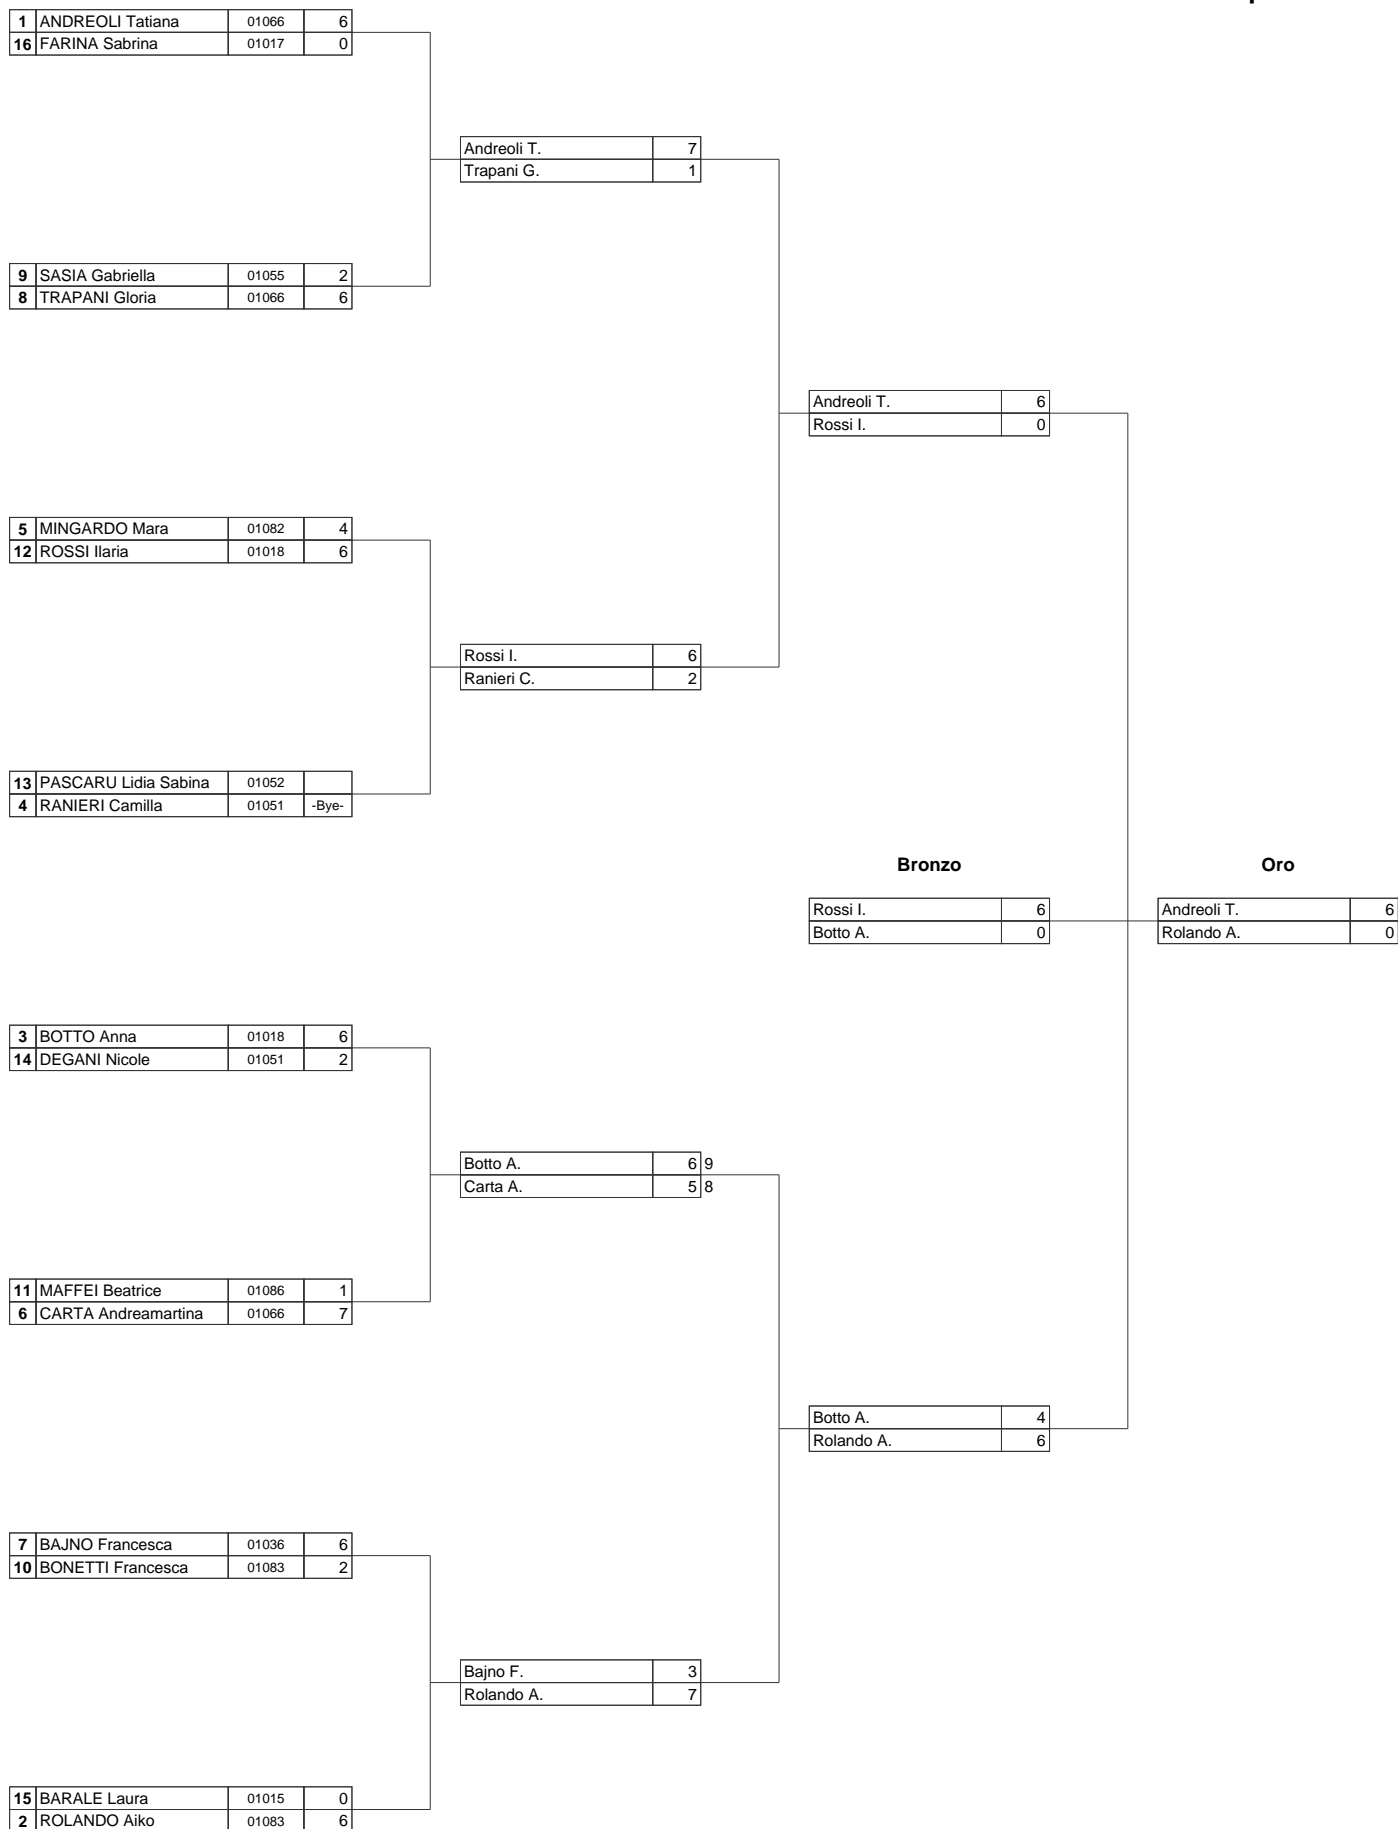 1 ANDREOLI Tatiana 01066 6
16 FARINA Sabrina 01017 0
Andreoli T. 7
Trapani G. 1
9 SASIA Gabriella 01055 2
8 TRAPANI Gloria 01066 6
Andreoli T. 6
Rossi I. 0
5 MINGARDO Mara 01082 4
12 ROSSI Ilaria 01018 6
Rossi I. 6
Ranieri C. 2
13 PASCARU Lidia Sabina 01052
4 RANIERI Camilla 01051 -Bye-
Bronzo Oro
Rossi I. 6 Andreoli T. 6
Botto A. 0 Rolando A. 0
3 BOTTO Anna 01018 6
14 DEGANI Nicole 01051 2
Botto A. 6 9
Carta A. 5 8
11 MAFFEI Beatrice 01086 1
6 CARTA Andreamartina 01066 7
Botto A. 4
Rolando A. 6
7 BAJNO Francesca 01036 6
10 BONETTI Francesca 01083 2
Bajno F. 3
Rolando A. 7
15 BARALE Laura 01015 0
2 ROLANDO Aiko 01083 6